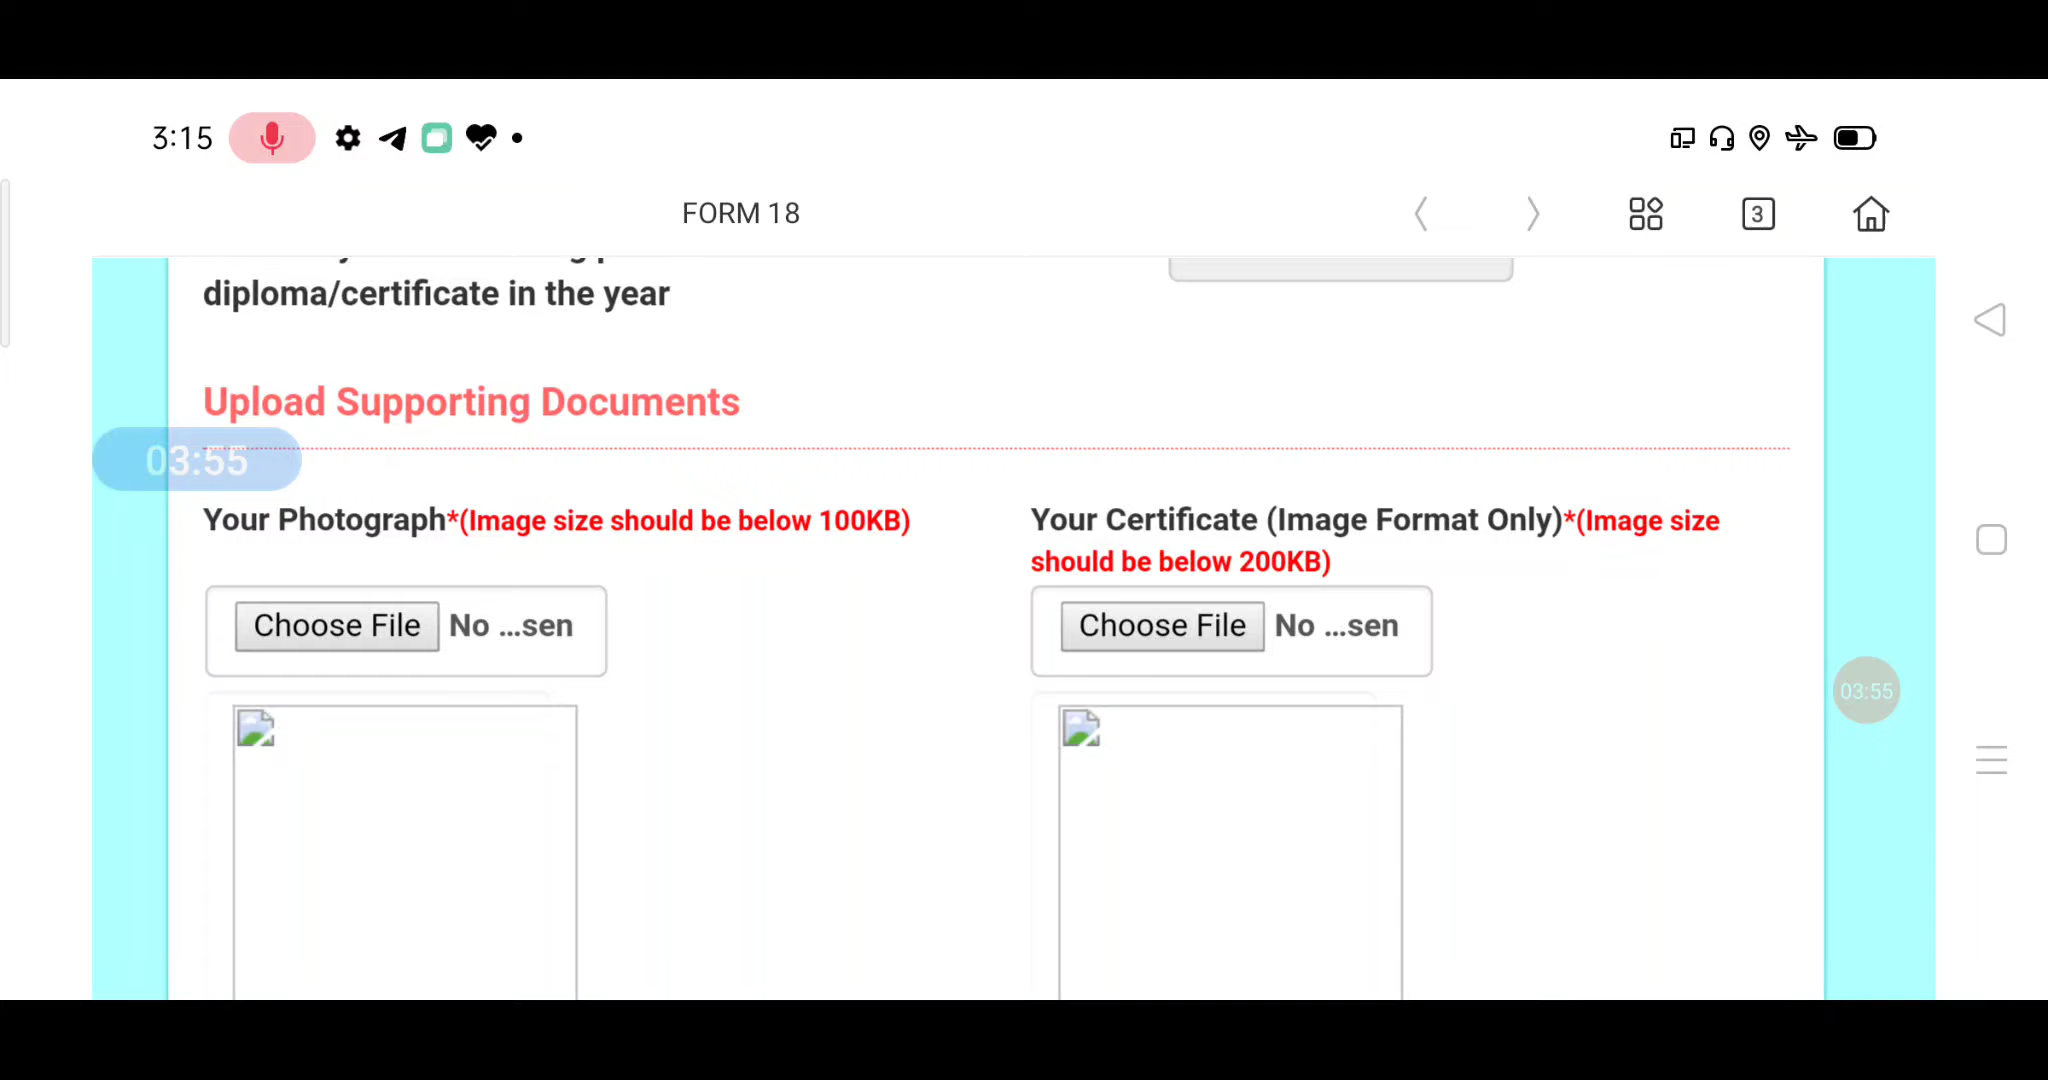 3:15
FORM 18
3
diploma/certificate in the year
Upload Supporting Documents
03:55
Your Photograph*(Image size should be below 100KB)
Your Certificate (Image Format Only)*(Image size
should be below 200KB)
Choose File No ...sen
Choose File No ...sen
03:55